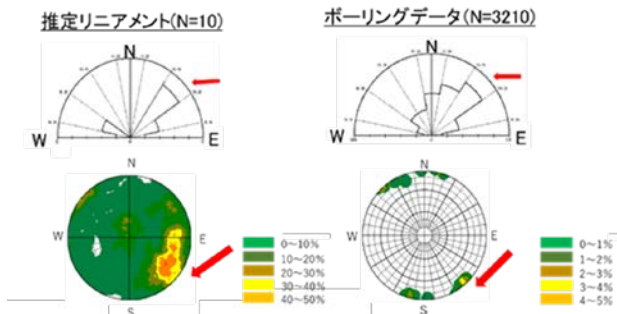 推定リニアメント(N=10)
ボーリングデータ(N=3210)
N
W
E
N
W
E
N
W
E
S
0~10%
10~20%
20~30%
30~40%
40~50%
N
W
E
S
0~1%
1~2%
2~3%
3~4%
4~5%